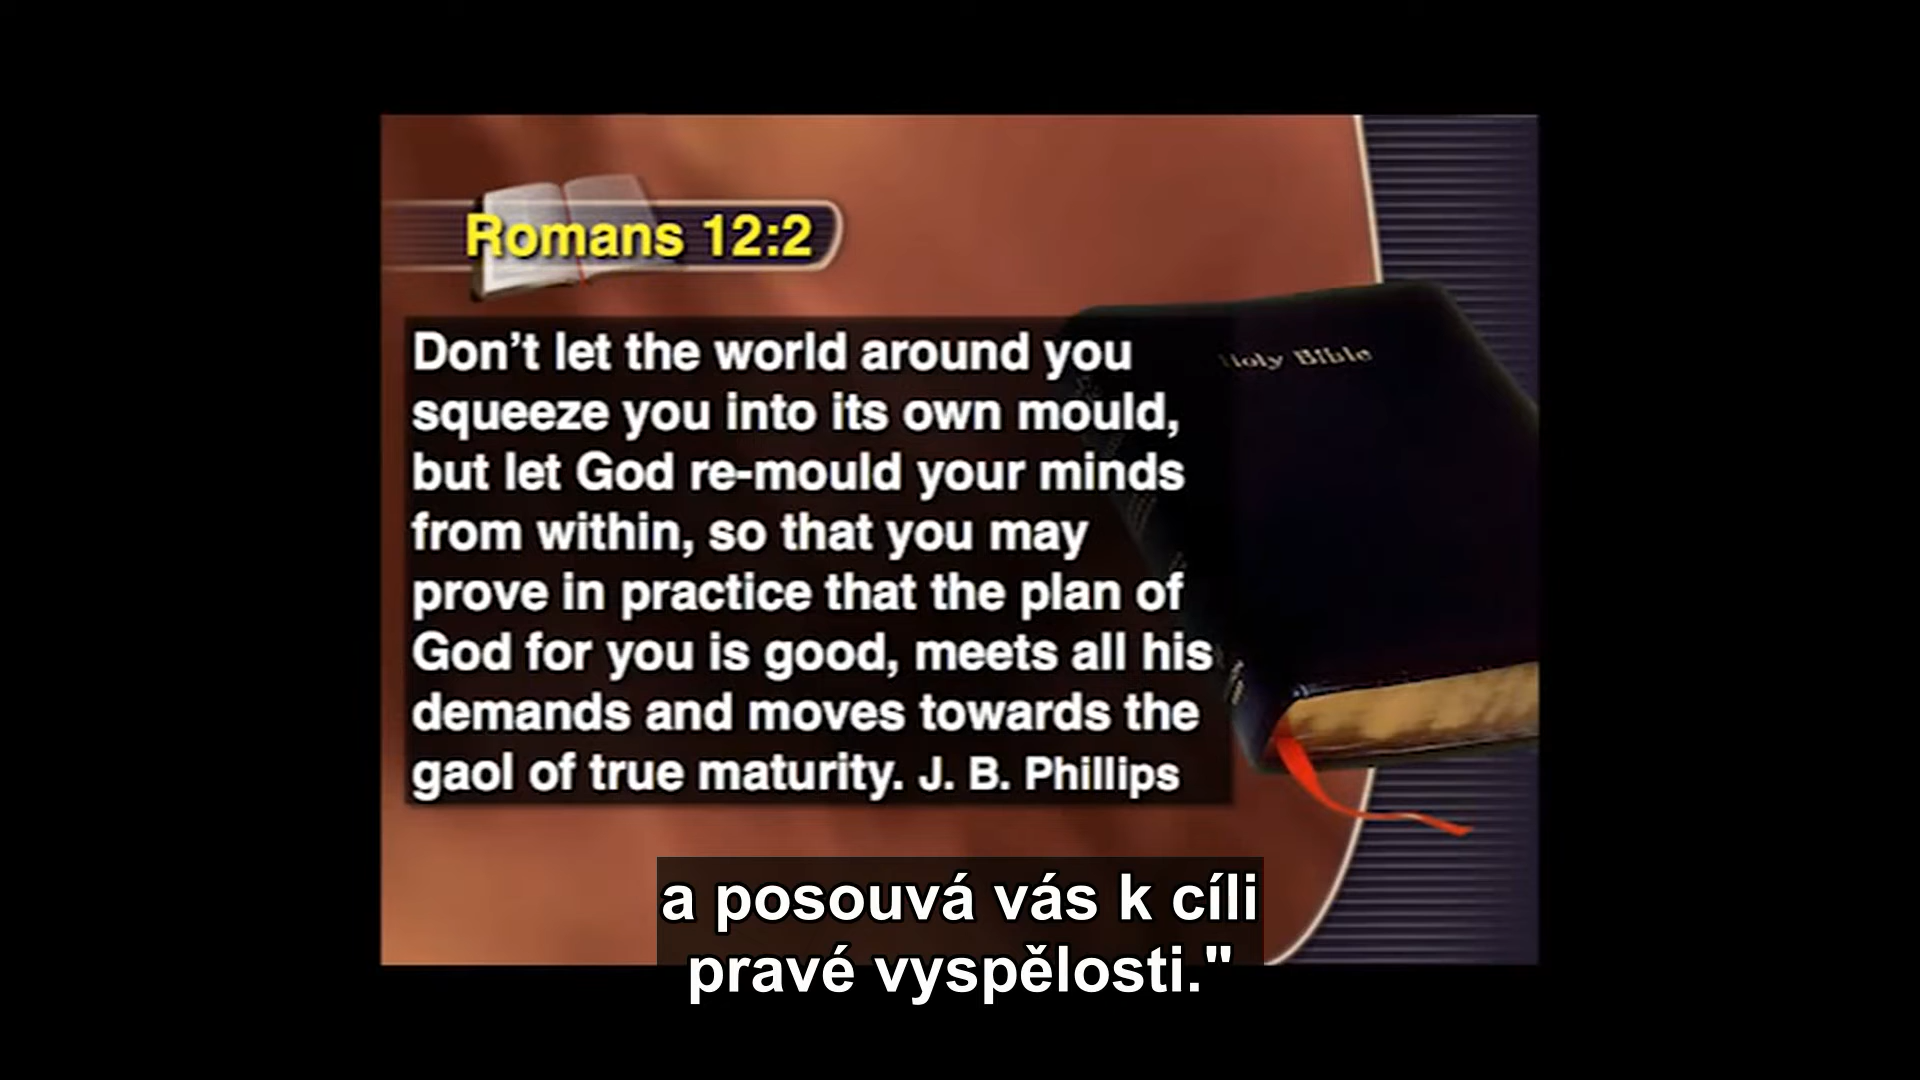 Romans 12:2
Holy Bible
Don’t let the world around you
squeeze you into its own mould,
but let God re-mould your minds
from within, so that you may
prove in practice that the plan of
God for you is good, meets all his
demands and moves towards the
gaol of true maturity. J. B. Phillips
a posouvá vás k cíli
pravé vyspělosti."